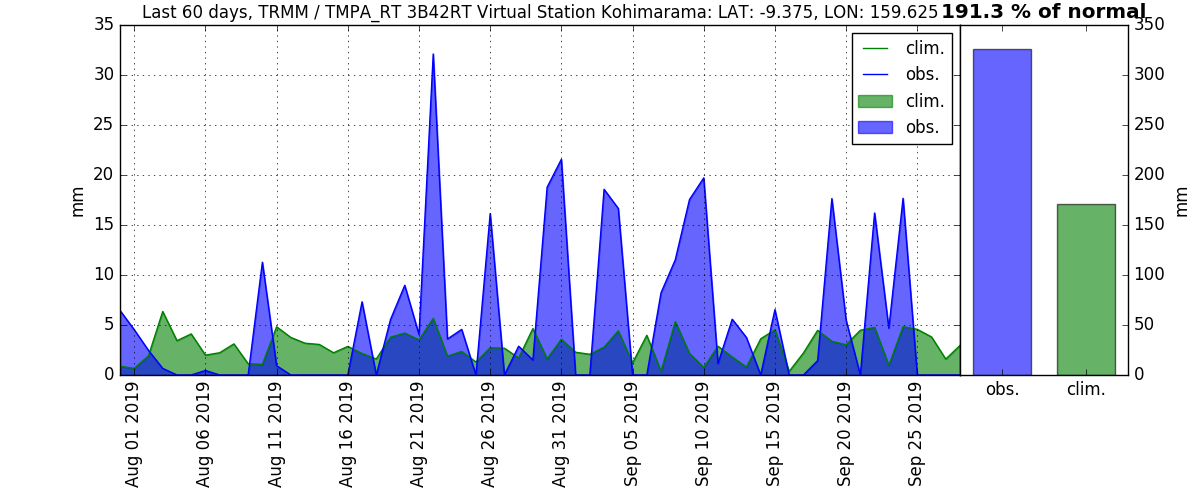 Last 60 days, TRMM / TMPA_RT 3B42RT Virtual Station Kohimarama: LAT: -9.375, LON: 159.625
191.3 % of normal
35
30
25
20
15
10
5
0
mm
clim.
obs.
clim.
obs.
350
300
250
200
150
100
50
0
mm
obs.
clim.
Aug 01 2019
Aug 06 2019
Aug 11 2019
Aug 16 2019
Aug 21 2019
Aug 26 2019
Aug 31 2019
Sep 05 2019
Sep 10 2019
Sep 15 2019
Sep 20 2019
Sep 25 2019